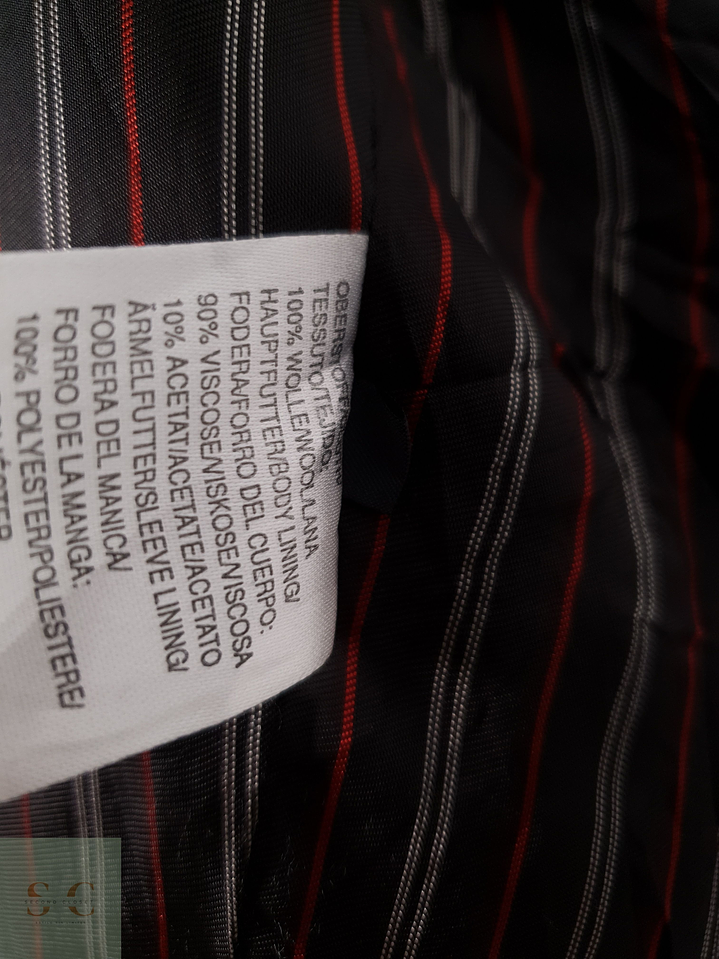 TESSUTO/TEJIDO:
100% WOLLE/WOOL/LANA
HAUPTFUTTER/BODY LINING/
FODERA/FORRO DEL CUERPO:
90% VISCOSE/VISKOSE/VISCOSA
10% ACETAT/ACETATE/ACETATO
ÄRMELFUTTER/SLEEVE LINING/
FODERA DEL MANICA/
FORRO DE LA MANGA:
100% POLYESTER/POLIESTERE/
S C